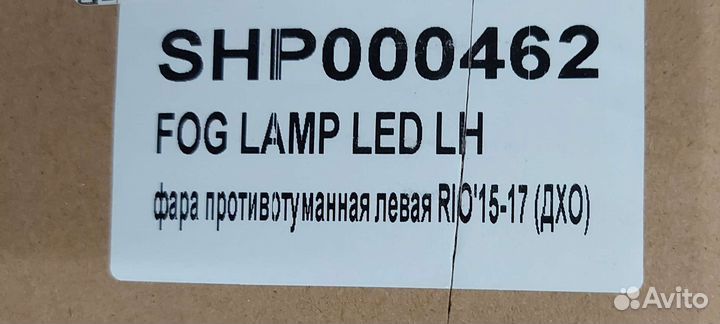 SHP000462
FOG LAMP LED LH
фара противотуманная левая RIO'15-17 (ДХО)
Avito